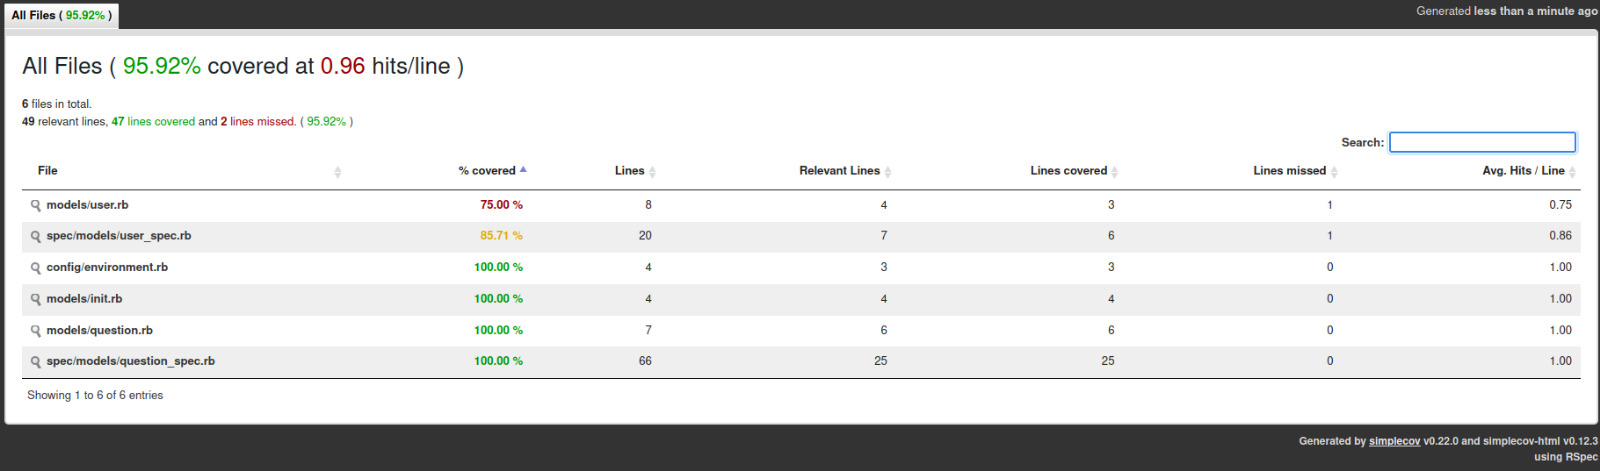 All Files ( 95.92% )
Generated less than a minute ago
All Files ( 95.92% covered at 0.96 hits/line )
6 files in total.
49 relevant lines, 47 lines covered and 2 lines missed. ( 95.92% )
Search:
File % covered Lines Relevant Lines Lines covered Lines missed Avg. Hits / Line
models/user.rb 75.00 % 8 4 3 1 0.75
spec/models/user_spec.rb 85.71 % 20 7 6 1 0.86
config/environment.rb 100.00 % 4 3 3 0 1.00
models/init.rb 100.00 % 4 4 4 0 1.00
models/question.rb 100.00 % 7 6 6 0 1.00
spec/models/question_spec.rb 100.00 % 66 25 25 0 1.00
Showing 1 to 6 of 6 entries
Generated by simplecov v0.22.0 and simplecov-html v0.12.3
using RSpec